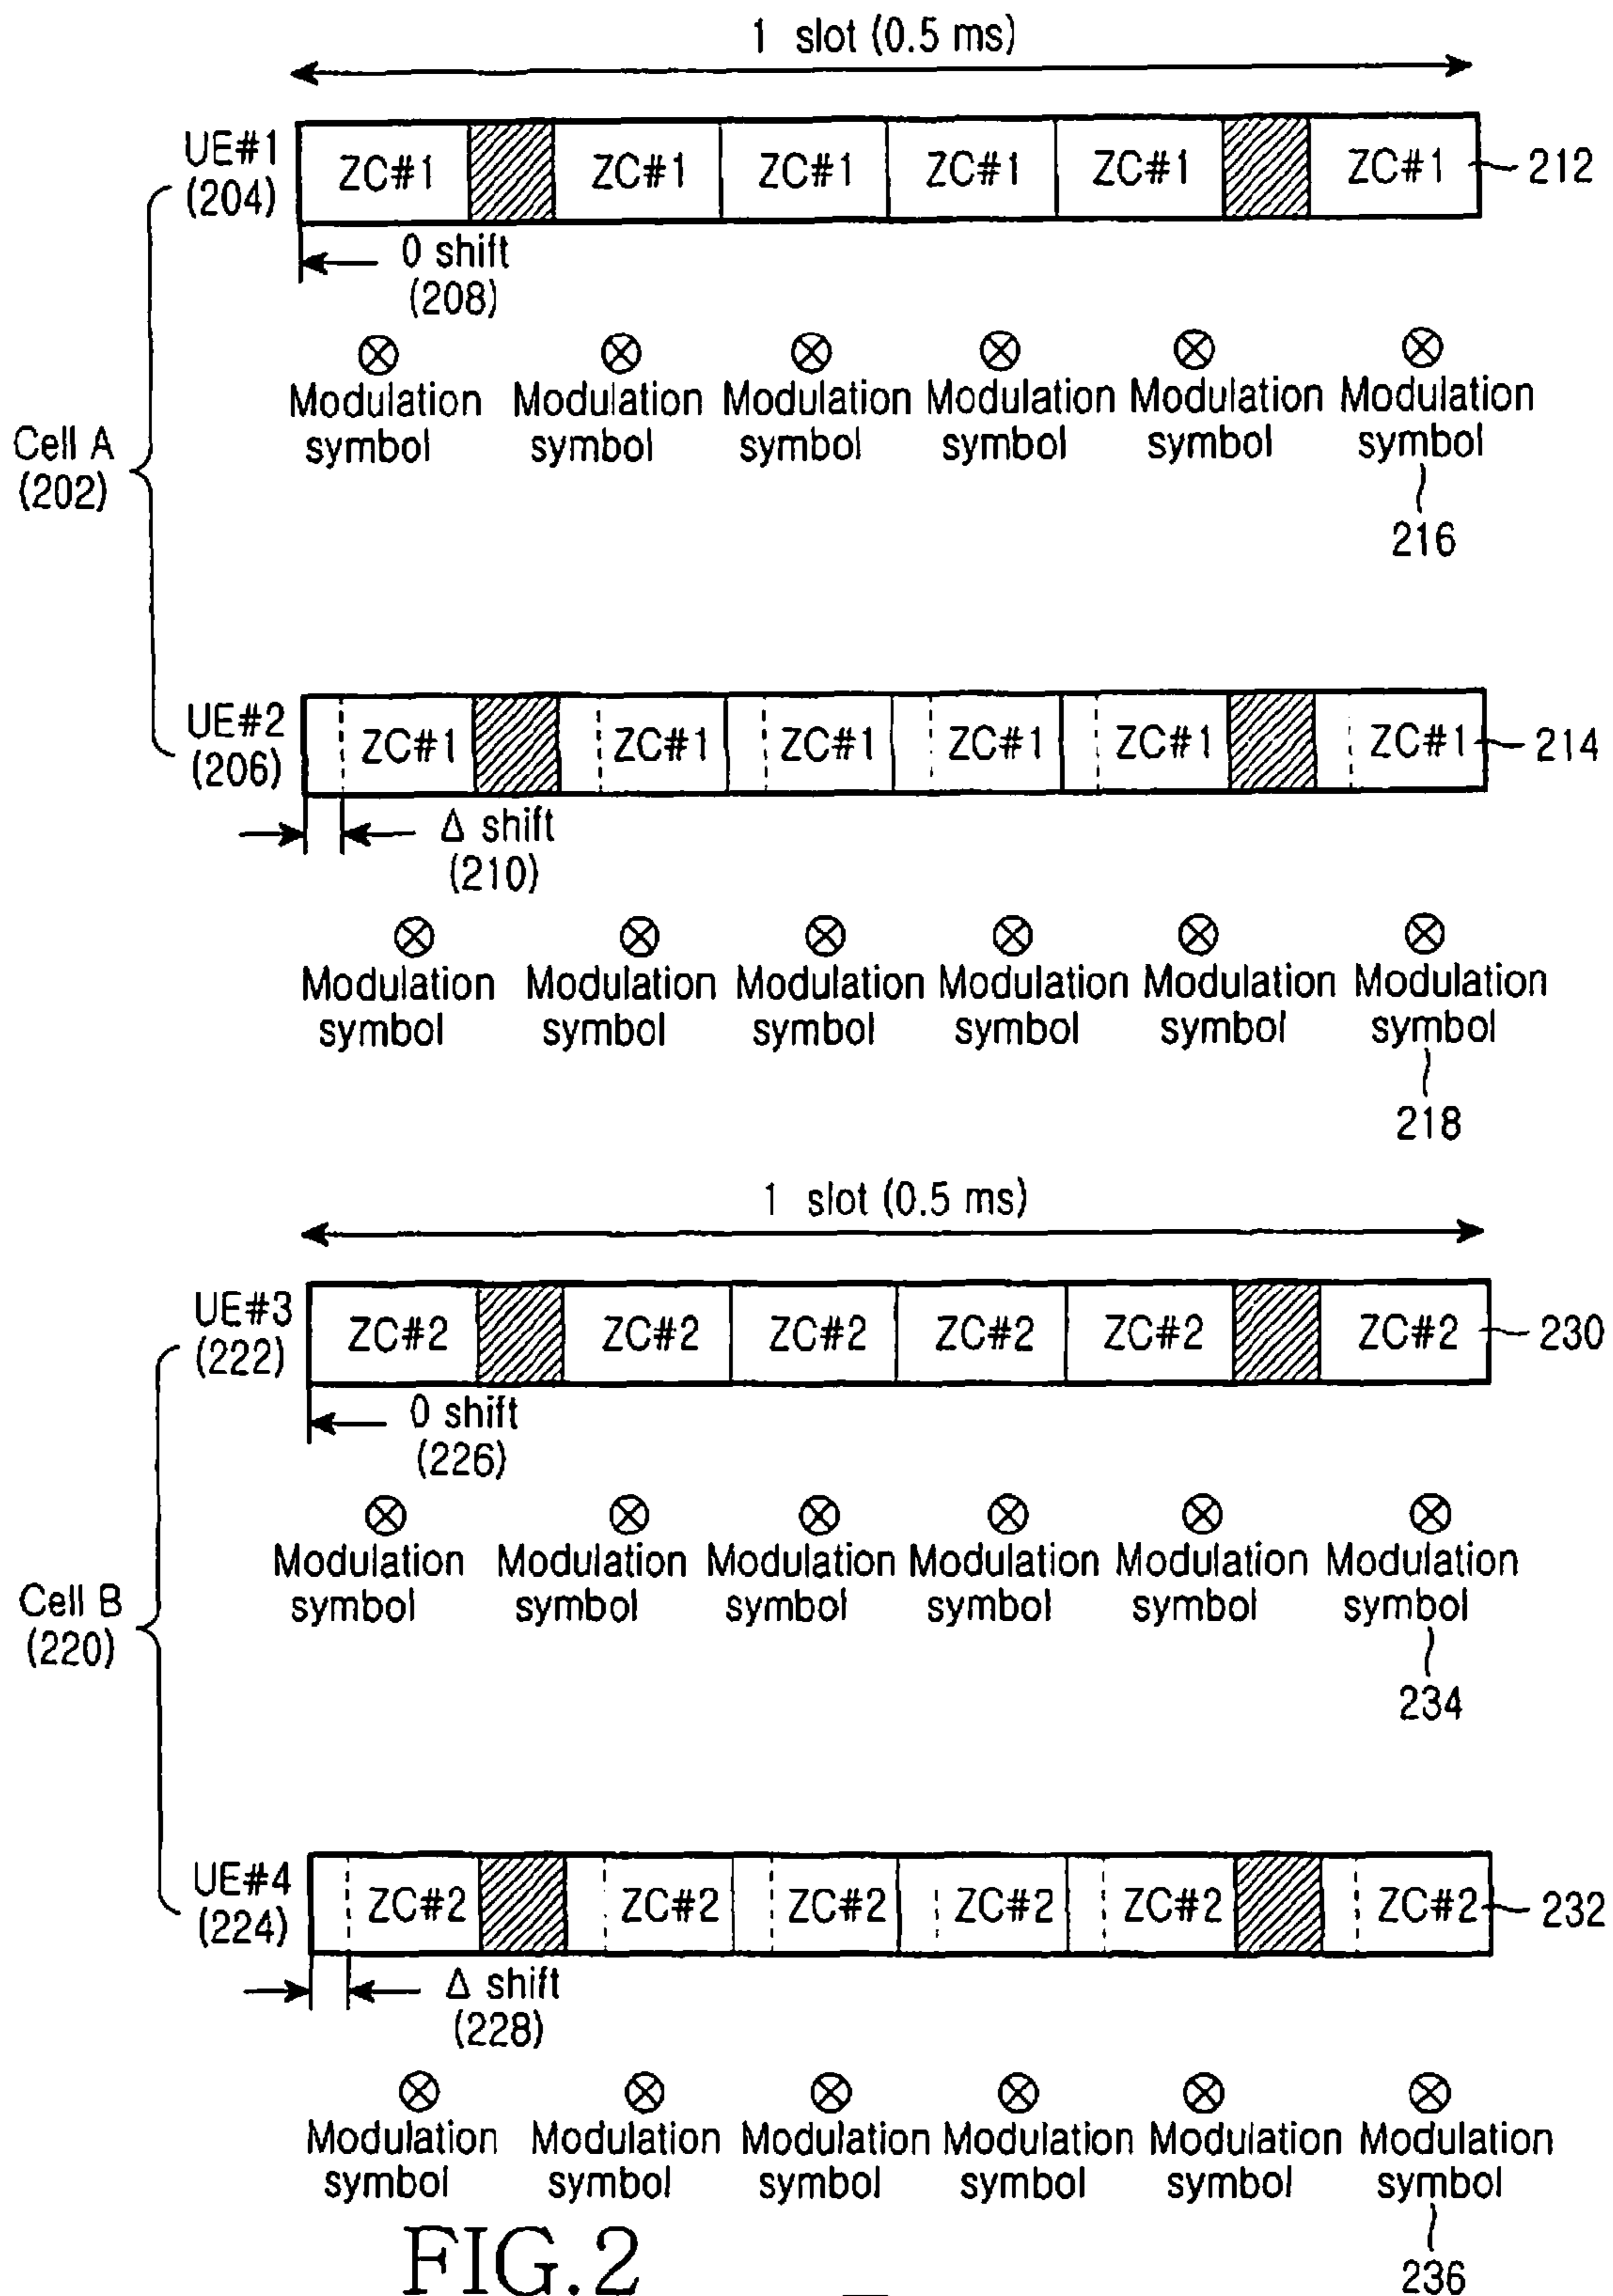 1 slot (0.5 ms)
UE#1
(204)
ZC#1 ZC#1 ZC#1 ZC#1 ZC#1 ZC#1 212
0 shift
(208)
Modulation Modulation Modulation Modulation Modulation Modulation
symbol symbol symbol symbol symbol symbol
216
Cell A
(202)
UE#2
(206)
ZC#1 ZC#1 ZC#1 ZC#1 ZC#1 ZC#1 214
Δ shift
(210)
Modulation Modulation Modulation Modulation Modulation Modulation
symbol symbol symbol symbol symbol symbol
218
1 slot (0.5 ms)
UE#3
(222)
ZC#2 ZC#2 ZC#2 ZC#2 ZC#2 ZC#2 230
0 shift
(226)
Modulation Modulation Modulation Modulation Modulation Modulation
symbol symbol symbol symbol symbol symbol
234
Cell B
(220)
UE#4
(224)
ZC#2 ZC#2 ZC#2 ZC#2 ZC#2 ZC#2 232
Δ shift
(228)
Modulation Modulation Modulation Modulation Modulation Modulation
symbol symbol symbol symbol symbol symbol
236
FIG.2